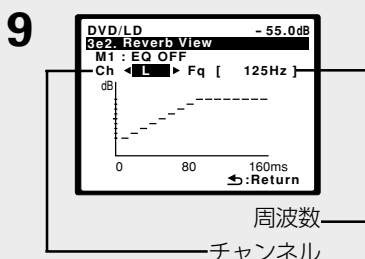 9
DVD/LD - 55.0dB
3e2. Reverb View
M1 : EQ OFF
Ch ◀ L ▶ Fq [ 125Hz ]
dB
0 80 160ms
⮌:Return
周波数
チャンネル